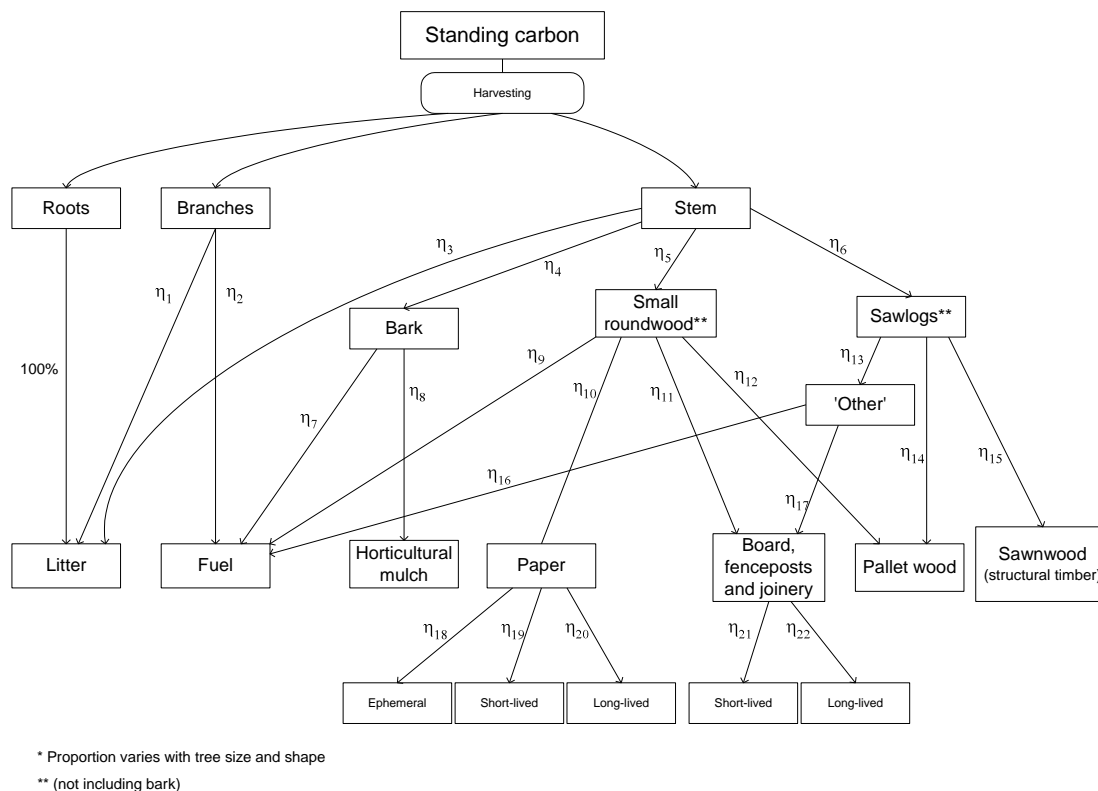 Standing carbon
Harvesting
Roots
Branches
Stem
η3
η6
η4
η5
η1
η2
Small
roundwood**
Sawlogs**
Bark
100%
η9
η13
η12
η8
η10
η11
'Other'
η7
η14
η15
η16
η17
Litter
Fuel
Horticultural
mulch
Paper
Board,
fenceposts
and joinery
Pallet wood
Sawnwood
(structural timber)
η18
η19
η20
η21
η22
Ephemeral
Short-lived
Long-lived
Short-lived
Long-lived
* Proportion varies with tree size and shape
** (not including bark)